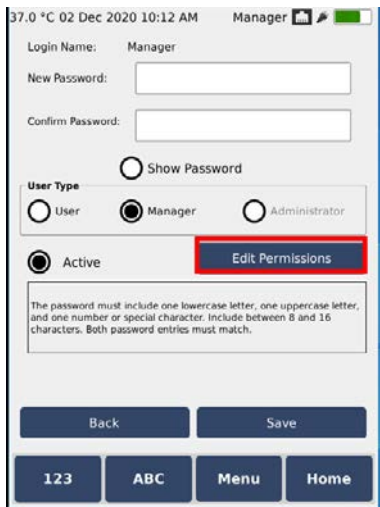 37.0 °C 02 Dec 2020 10:12 AM Manager
Login Name: Manager
New Password:
Confirm Password:
Show Password
User Type
User Manager Administrator
Active Edit Permissions
The password must include one lowercase letter, one uppercase letter,
and one number or special character. Include between 8 and 16
characters. Both password entries must match.
Back Save
123 ABC Menu Home